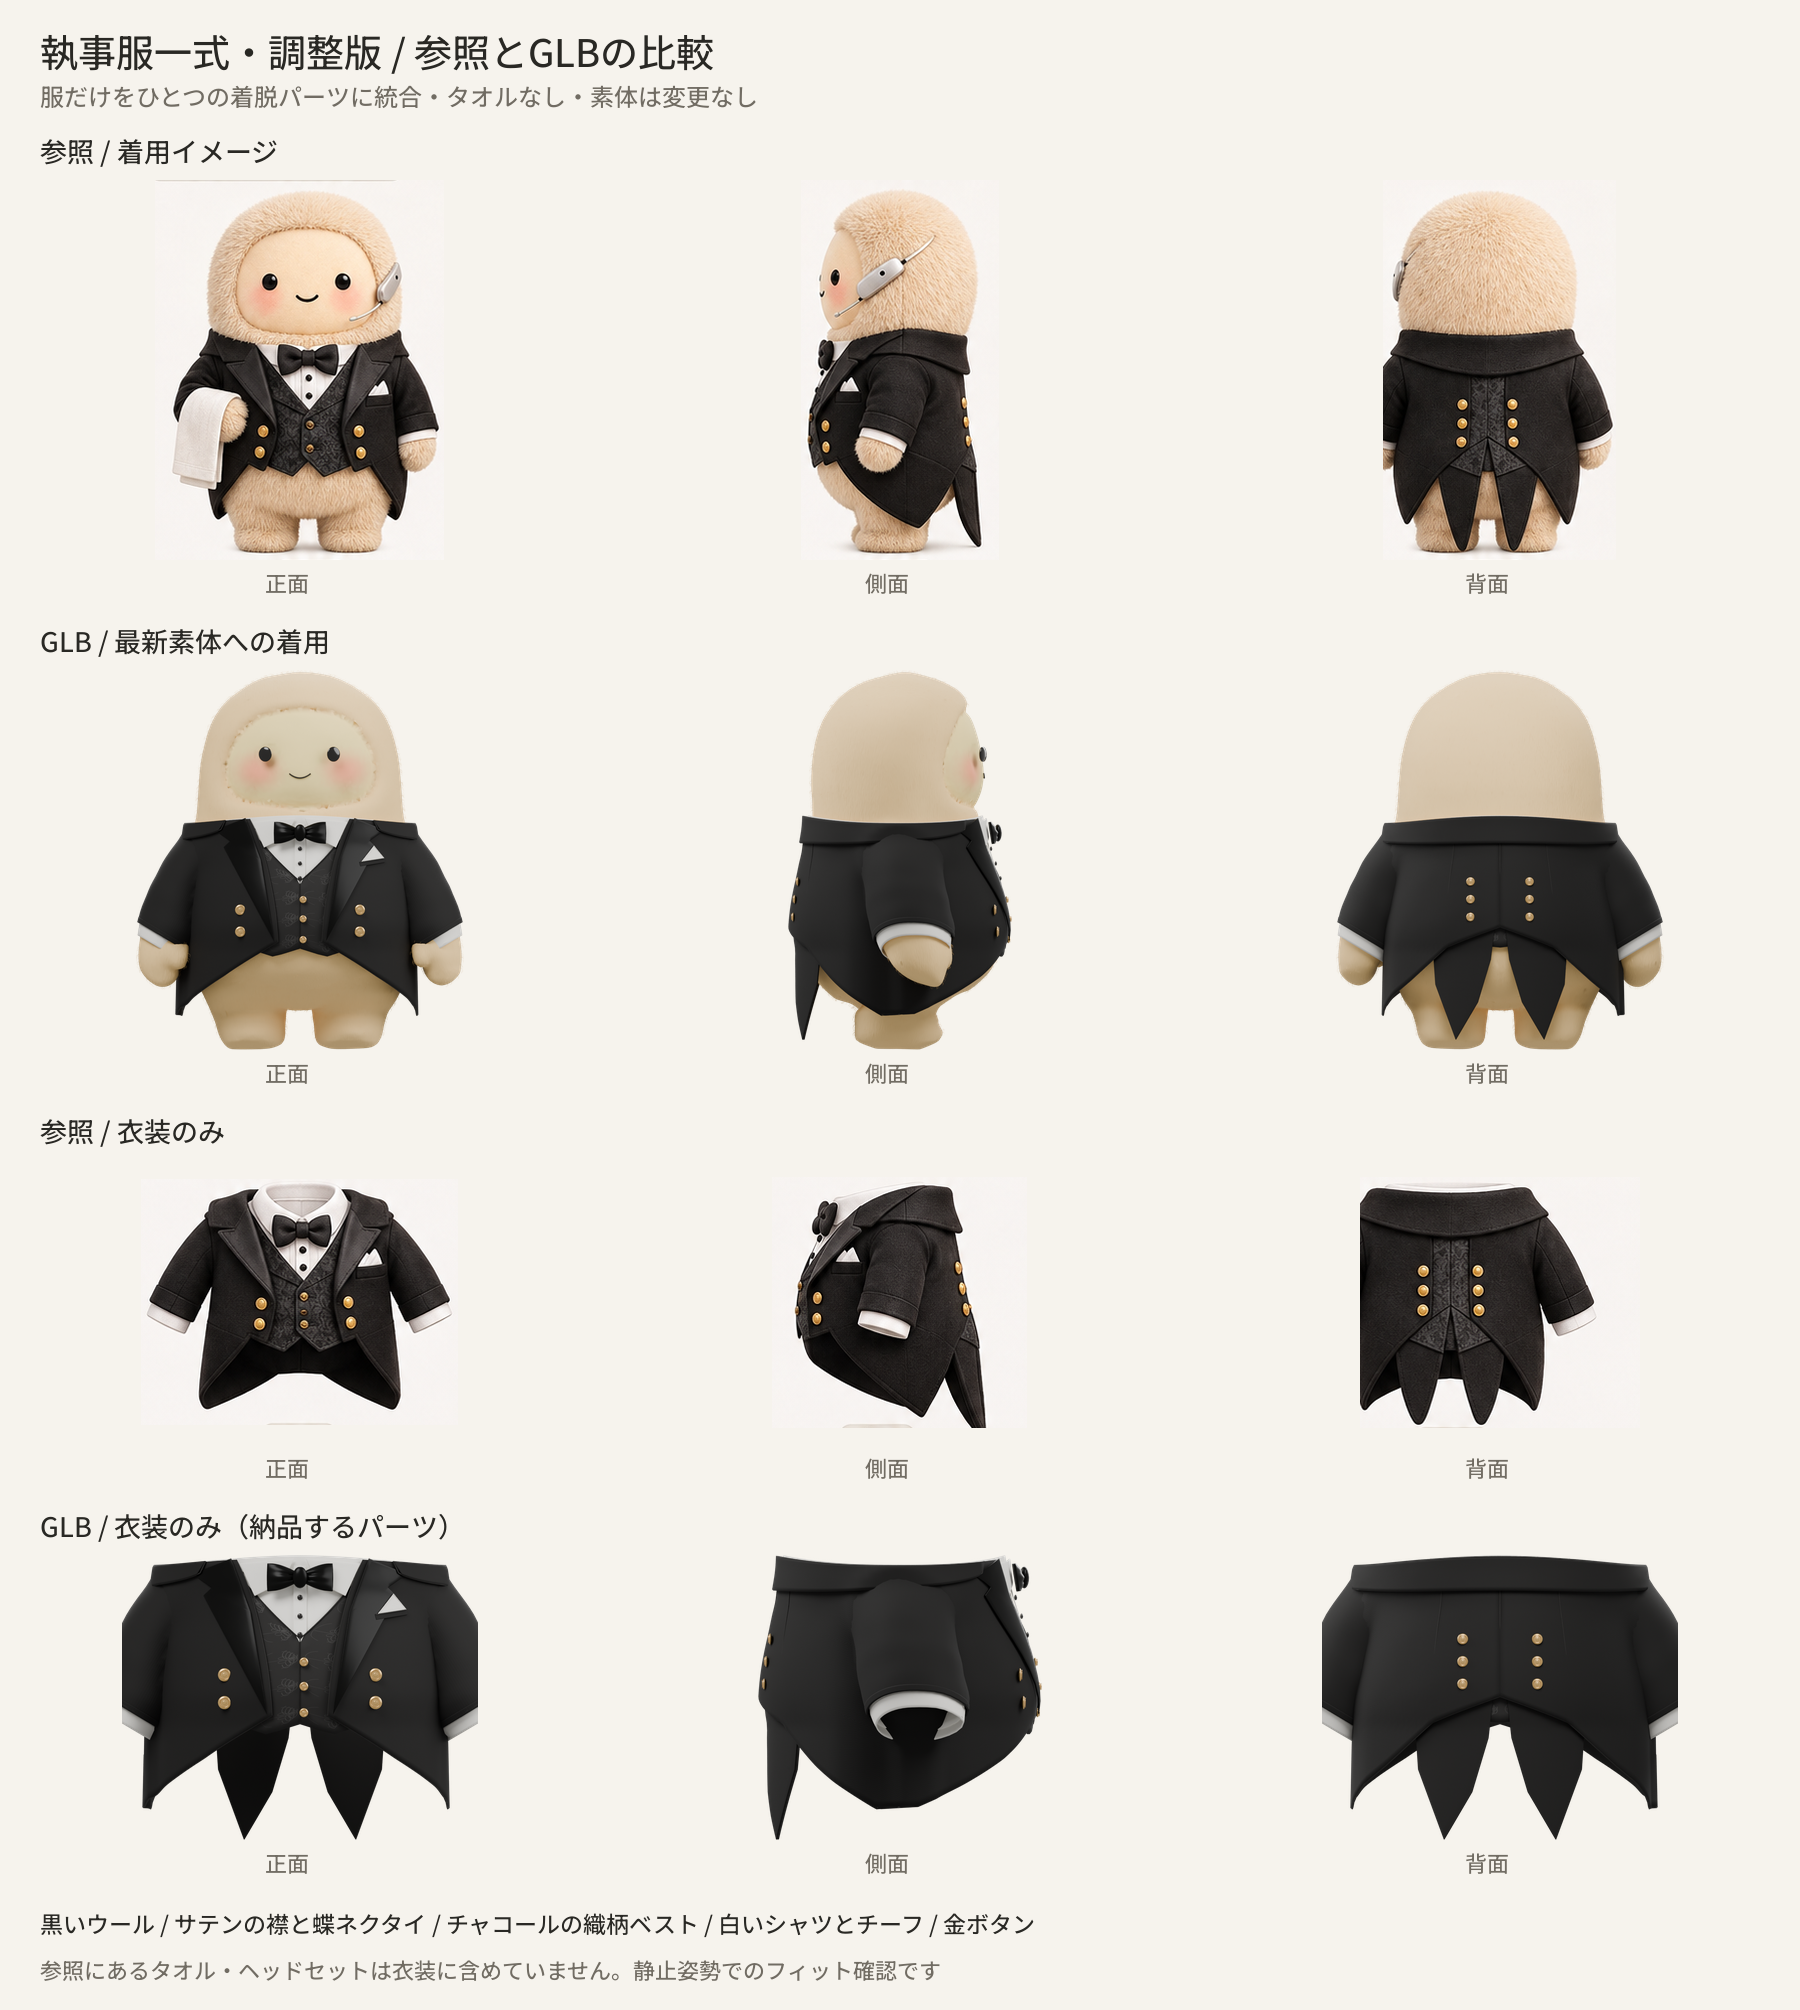 執事服一式・調整版 / 参照とGLBの比較
服だけをひとつの着脱パーツに統合・タオルなし・素体は変更なし
参照 / 着用イメージ
正面
側面
背面
GLB / 最新素体への着用
正面
側面
背面
参照 / 衣装のみ
正面
側面
背面
GLB / 衣装のみ（納品するパーツ）
正面
側面
背面
黒いウール / サテンの襟と蝶ネクタイ / チャコールの織柄ベスト / 白いシャツとチーフ / 金ボタン
参照にあるタオル・ヘッドセットは衣装に含めていません。静止姿勢でのフィット確認です